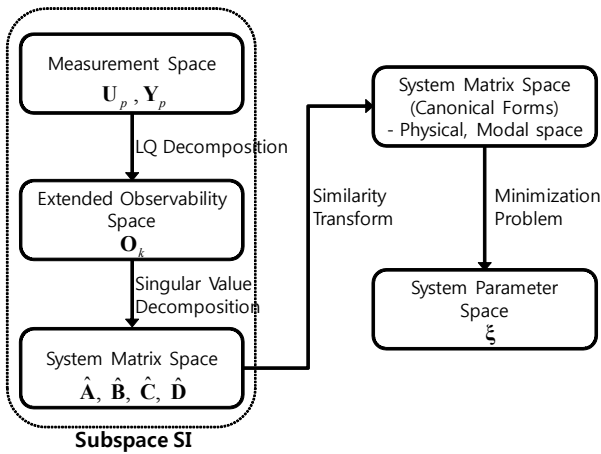 Measurement Space
U_p , Y_p
LQ Decomposition
Extended Observability
Space
O_k
Singular Value
Decomposition
System Matrix Space
Â, B̂, Ĉ, D̂
Subspace SI
Similarity
Transform
System Matrix Space
(Canonical Forms)
- Physical, Modal space
Minimization
Problem
System Parameter
Space
ξ